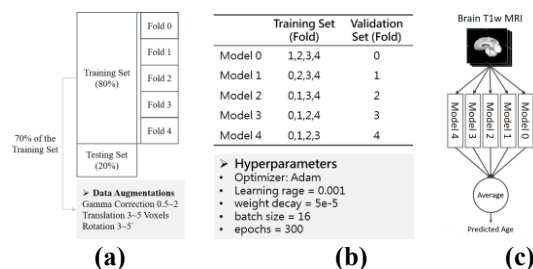 Training Set
(80%)
Fold 0
Fold 1
Fold 2
Fold 3
Fold 4
70% of the
Training Set
Testing Set
(20%)
➢ Data Augmentations
Gamma Correction 0.5~2
Translation 3~5 Voxels
Rotation 3~5°
(a)
Training Set
(Fold)
Validation
Set (Fold)
Model 0 1,2,3,4 0
Model 1 0,2,3,4 1
Model 2 0,1,3,4 2
Model 3 0,1,2,4 3
Model 4 0,1,2,3 4
➢ Hyperparameters
• Optimizer: Adam
• Learning rage = 0.001
• weight decay = 5e-5
• batch size = 16
• epochs = 300
(b)
Brain T1w MRI
Model 4
Model 3
Model 2
Model 1
Model 0
Average
Predicted Age
(c)